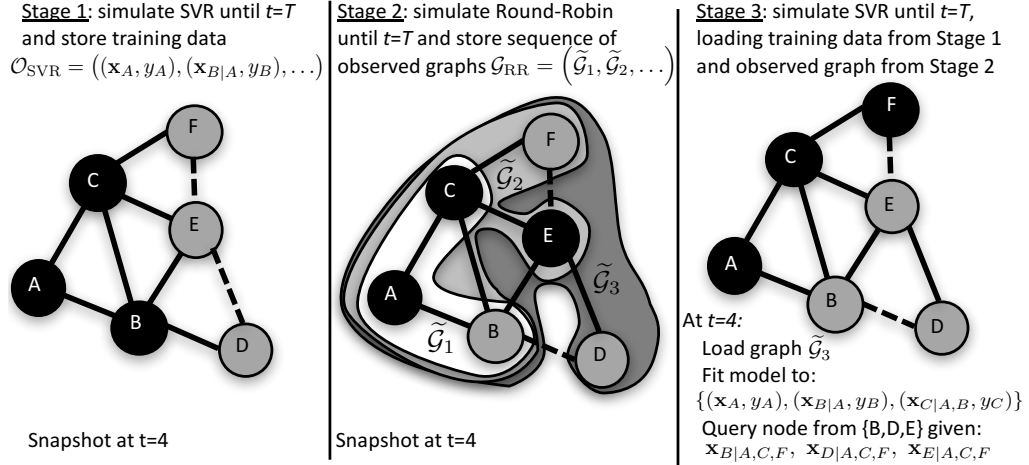 Stage 1: simulate SVR until t=T
and store training data
𝒪_SVR = ((x_A, y_A), (x_{B|A}, y_B), …)
F
C
E
A
B
D
Snapshot at t=4
Stage 2: simulate Round-Robin
until t=T and store sequence of
observed graphs 𝒢_RR = (𝒢̃_1, 𝒢̃_2, …)
F
𝒢̃_2
C
E
A
𝒢̃_3
𝒢̃_1
B
D
Snapshot at t=4
Stage 3: simulate SVR until t=T,
loading training data from Stage 1
and observed graph from Stage 2
F
C
E
A
B
D
At t=4:
Load graph 𝒢̃_3
Fit model to:
{(x_A, y_A), (x_{B|A}, y_B), (x_{C|A,B}, y_C)}
Query node from {B,D,E} given:
x_{B|A,C,F}, x_{D|A,C,F}, x_{E|A,C,F}